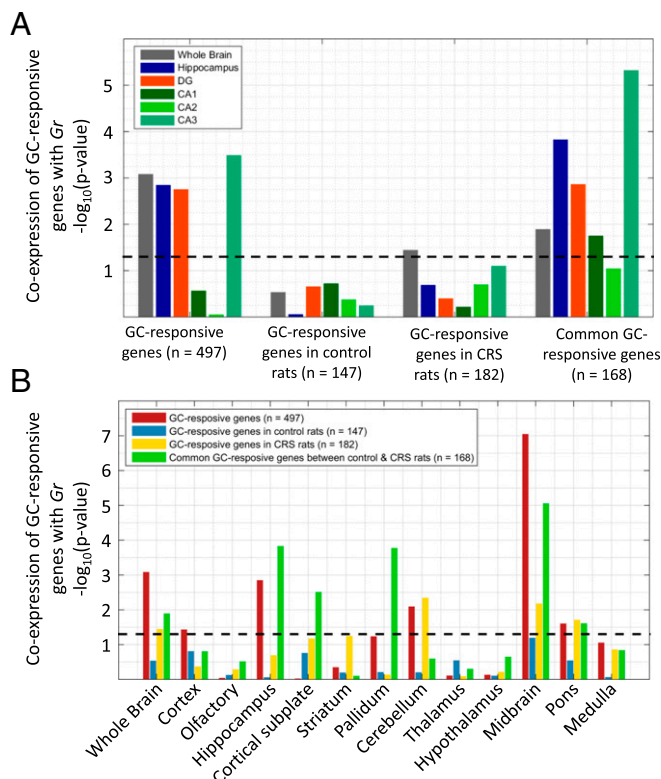 A
Co-expression of GC-responsive
genes with Gr
-log10(p-value)
5
4
3
2
1
Whole Brain
Hippocampus
DG
CA1
CA2
CA3
GC-responsive
genes (n = 497)
GC-responsive
genes in control
rats (n = 147)
GC-responsive
genes in CRS
rats (n = 182)
Common GC-
responsive genes
(n = 168)
B
Co-expression of GC-responsive
genes with Gr
-log10(p-value)
7
6
5
4
3
2
1
GC-resposive genes (n = 497)
GC-resposive genes in control rats (n = 147)
GC-resposive genes in CRS rats (n = 182)
Common GC-resposive genes between control & CRS rats (n = 168)
Whole Brain
Cortex
Olfactory
Hippocampus
Cortical subplate
Striatum
Pallidum
Cerebellum
Thalamus
Hypothalamus
Midbrain
Pons
Medulla